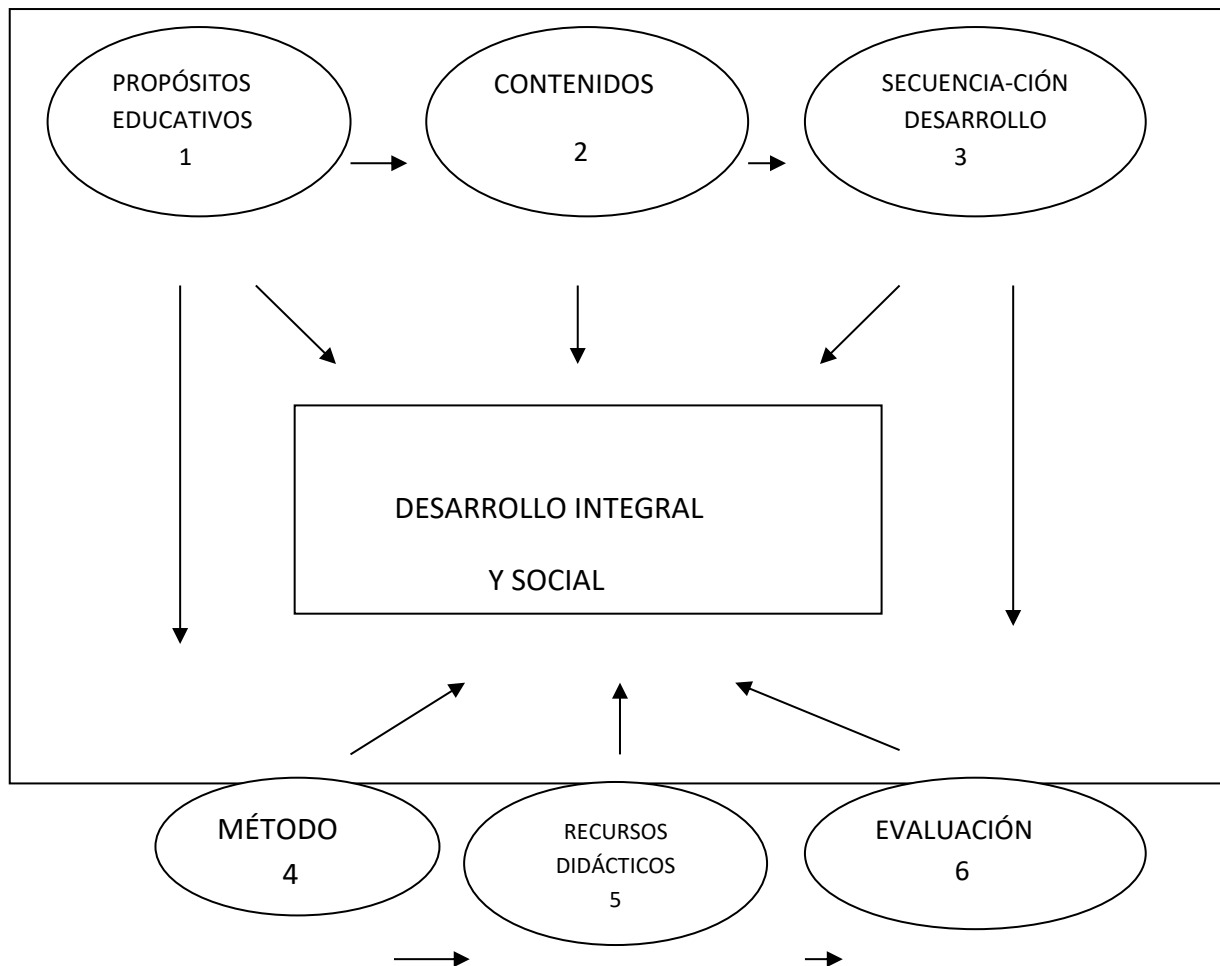 PROPÓSITOS
EDUCATIVOS
1
CONTENIDOS
2
SECUENCIA-CIÓN
DESARROLLO
3
DESARROLLO INTEGRAL
Y SOCIAL
MÉTODO
4
RECURSOS
DIDÁCTICOS
5
EVALUACIÓN
6